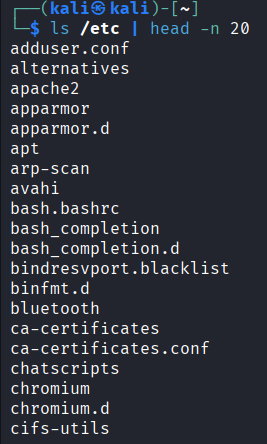 ┌──(kali㉿kali)-[~]
└─$ ls /etc | head -n 20
adduser.conf
alternatives
apache2
apparmor
apparmor.d
apt
arp-scan
avahi
bash.bashrc
bash_completion
bash_completion.d
bindresvport.blacklist
binfmt.d
bluetooth
ca-certificates
ca-certificates.conf
chatscripts
chromium
chromium.d
cifs-utils